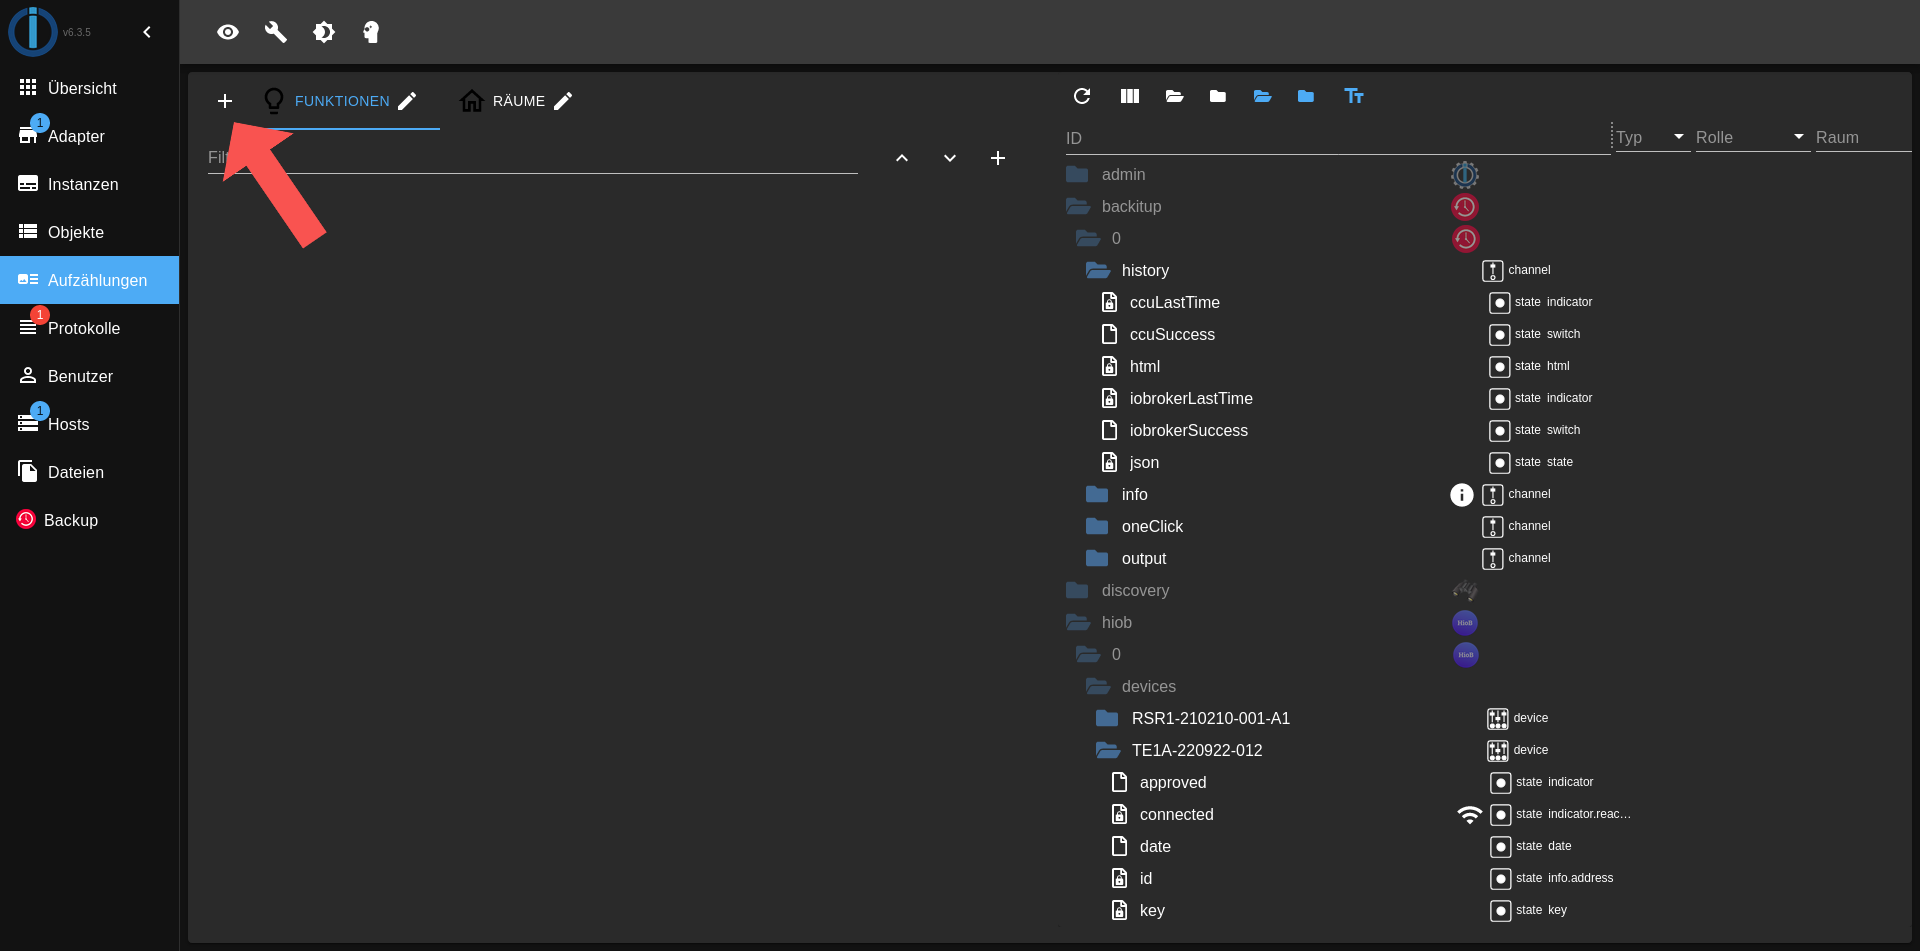 v6.3.5
Übersicht
1
Adapter
Instanzen
Objekte
Aufzählungen
1
Protokolle
Benutzer
1
Hosts
Dateien
Backup
FUNKTIONEN
RÄUME
ID
Typ
Rolle
Raum
admin
backitup
0
history channel
ccuLastTime state indicator
ccuSuccess state switch
html state html
iobrokerLastTime state indicator
iobrokerSuccess state switch
json state state
info channel
oneClick channel
output channel
discovery
hiob HioB
0 HioB
devices
RSR1-210210-001-A1 device
TE1A-220922-012 device
approved state indicator
connected state indicator.reac…
date state date
id state info.address
key state key